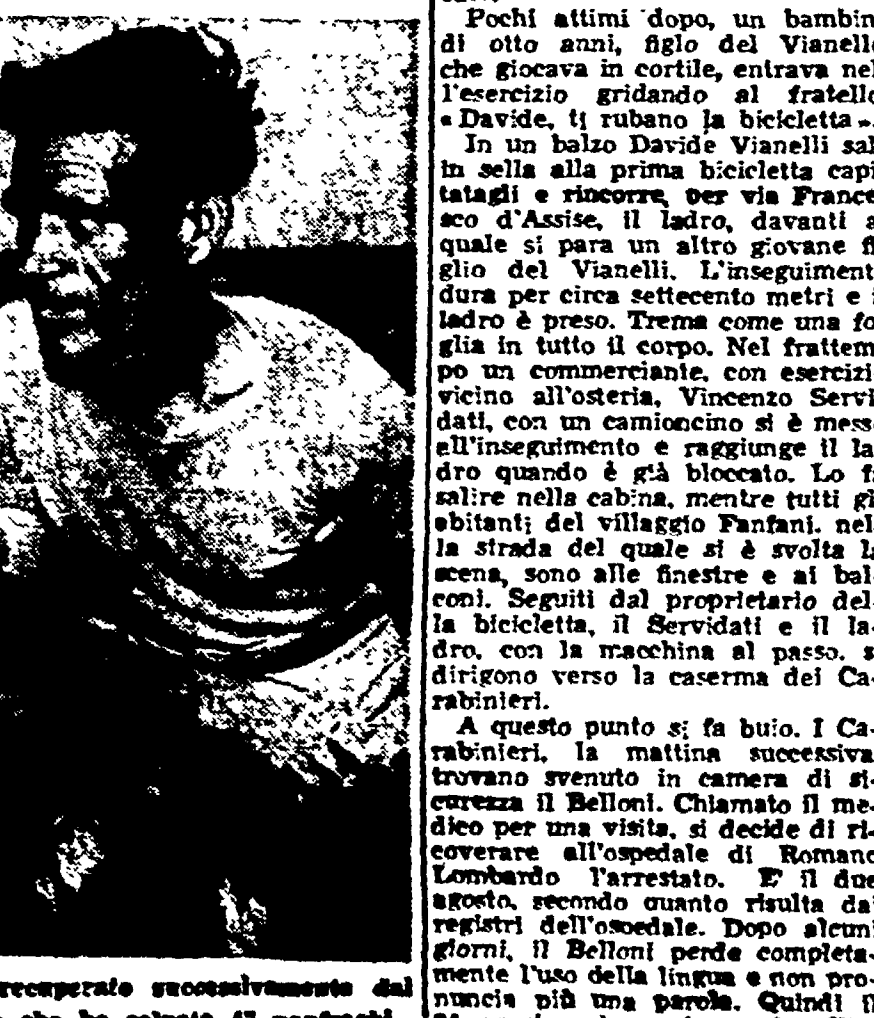 Pochi attimi dopo, un bambin
di otto anni, figlo del Vianell
che giocava in cortile, entrava nel
l'esercizio gridando al fratello
« Davide, ti rubano la bicicletta ».
In un balzo Davide Vianelli sal
in sella alla prima bicicletta capi
tatagli e rincorre, per via France
sco d'Assise, il ladro, davanti a
quale si para un altro giovane fi
glio del Vianelli. L'inseguiment
dura per circa settecento metri e i
ladro è preso. Trema come una fo
glia in tutto il corpo. Nel frattem
po un commerciante, con esercizi
vicino all'osteria, Vincenzo Servi
dati, con un camioncino si è mess
all'inseguimento e raggiunge il la
dro quando è già bloccato. Lo f
salire nella cabina, mentre tutti gl
abitanti del villaggio Fanfani, nel
la strada del quale si è svolta la
scena, sono alle finestre e ai bal-
coni. Seguiti dal proprietario del-
la bicicletta, il Servidati e il la-
dro, con la macchina al passo, s
dirigono verso la caserma dei Ca-
rabinieri.
A questo punto si fa buio. I Ca-
rabinieri, la mattina successiva
trovano svenuto in camera di si-
curezza il Belloni. Chiamato il me-
dico per una visita, si decide di ri-
coverare all'ospedale di Romano
Lombardo l'arrestato. E' il due
agosto, secondo quanto risulta dai
registri dell'ospedale. Dopo alcuni
giorni, il Belloni perde completa-
mente l'uso della lingua e non pro-
nuncia più una parola. Quindi il
recuperato successivamente dal
che ha